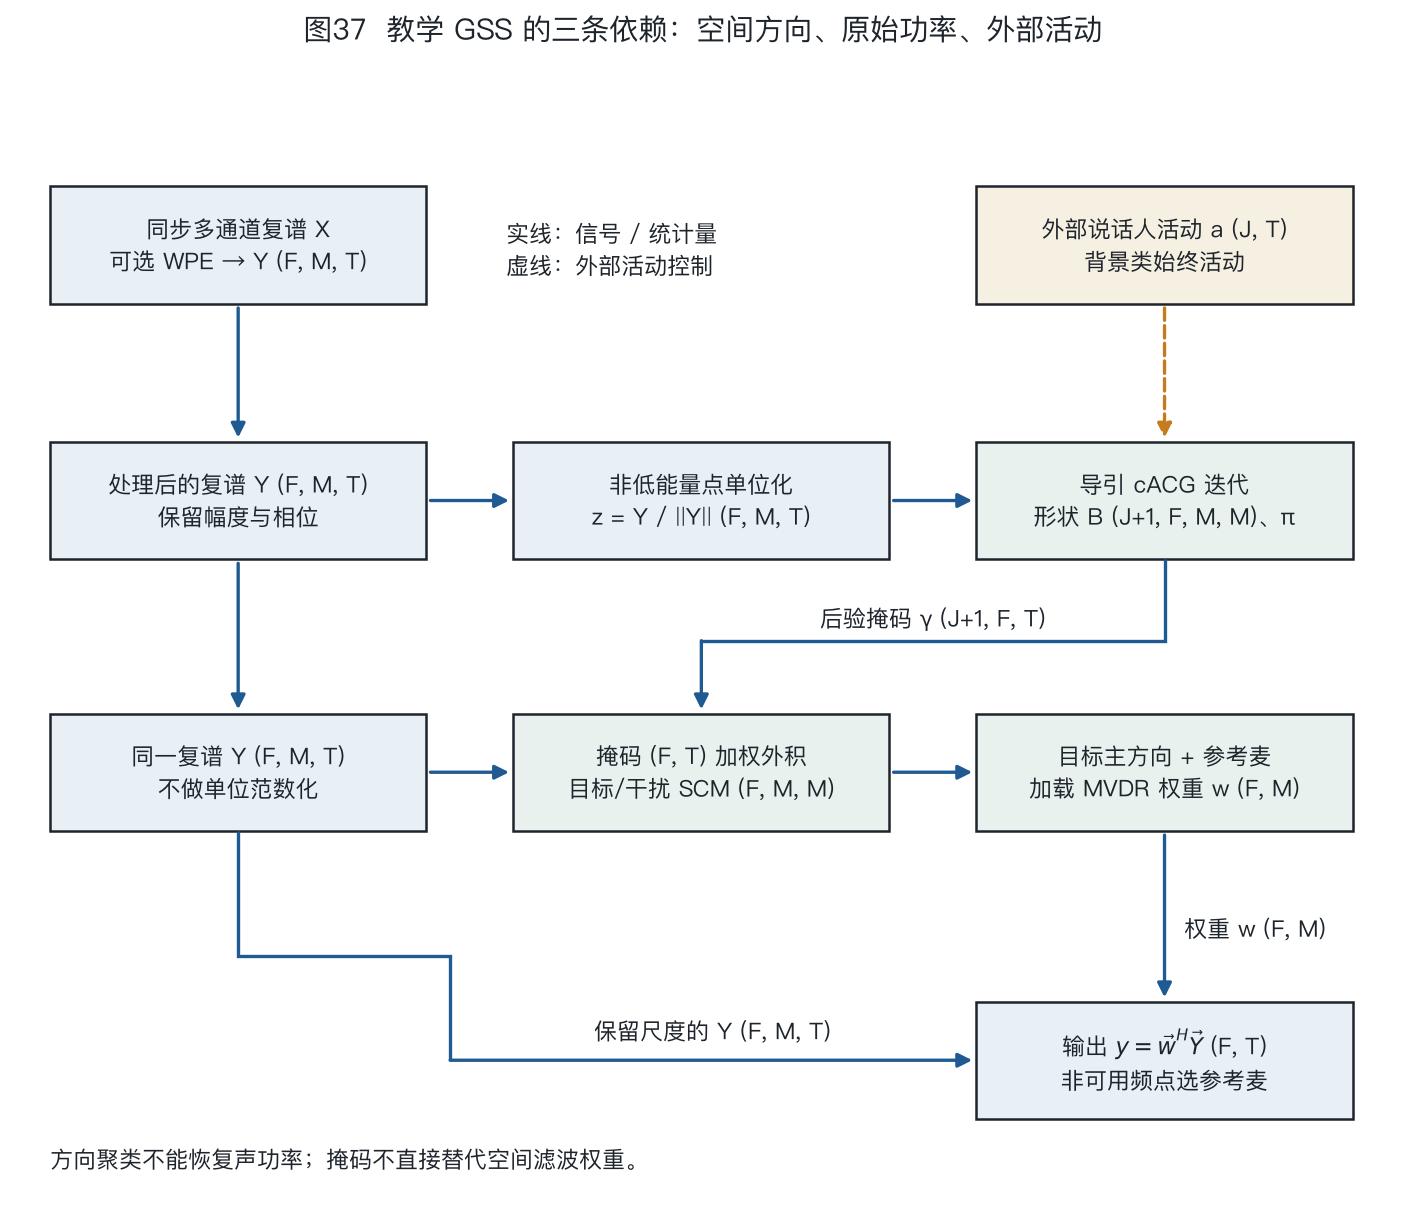 图37 教学 GSS 的三条依赖：空间方向、原始功率、外部活动
同步多通道复谱 X
可选 WPE → Y (F, M, T)
实线：信号 / 统计量
虚线：外部活动控制
外部说话人活动 a (J, T)
背景类始终活动
处理后的复谱 Y (F, M, T)
保留幅度与相位
非低能量点单位化
z = Y / ||Y|| (F, M, T)
导引 cACG 迭代
形状 B (J+1, F, M, M)、π
后验掩码 γ (J+1, F, T)
同一复谱 Y (F, M, T)
不做单位范数化
掩码 (F, T) 加权外积
目标/干扰 SCM (F, M, M)
目标主方向 + 参考麦
加载 MVDR 权重 w (F, M)
权重 w (F, M)
保留尺度的 Y (F, M, T)
输出 $y = \vec{w}^H \vec{Y}$ (F, T)
非可用频点选参考麦
方向聚类不能恢复声功率；掩码不直接替代空间滤波权重。